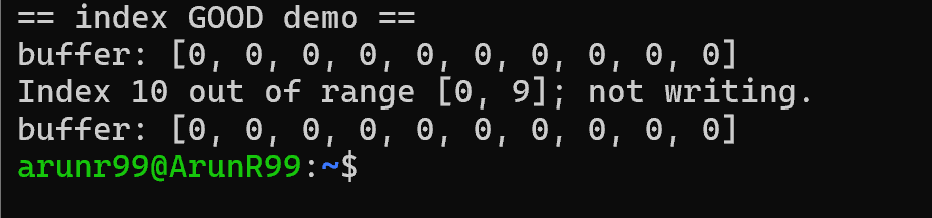 == index GOOD demo ==
buffer: [0, 0, 0, 0, 0, 0, 0, 0, 0, 0]
Index 10 out of range [0, 9]; not writing.
buffer: [0, 0, 0, 0, 0, 0, 0, 0, 0, 0]
arunr99@ArunR99:~$